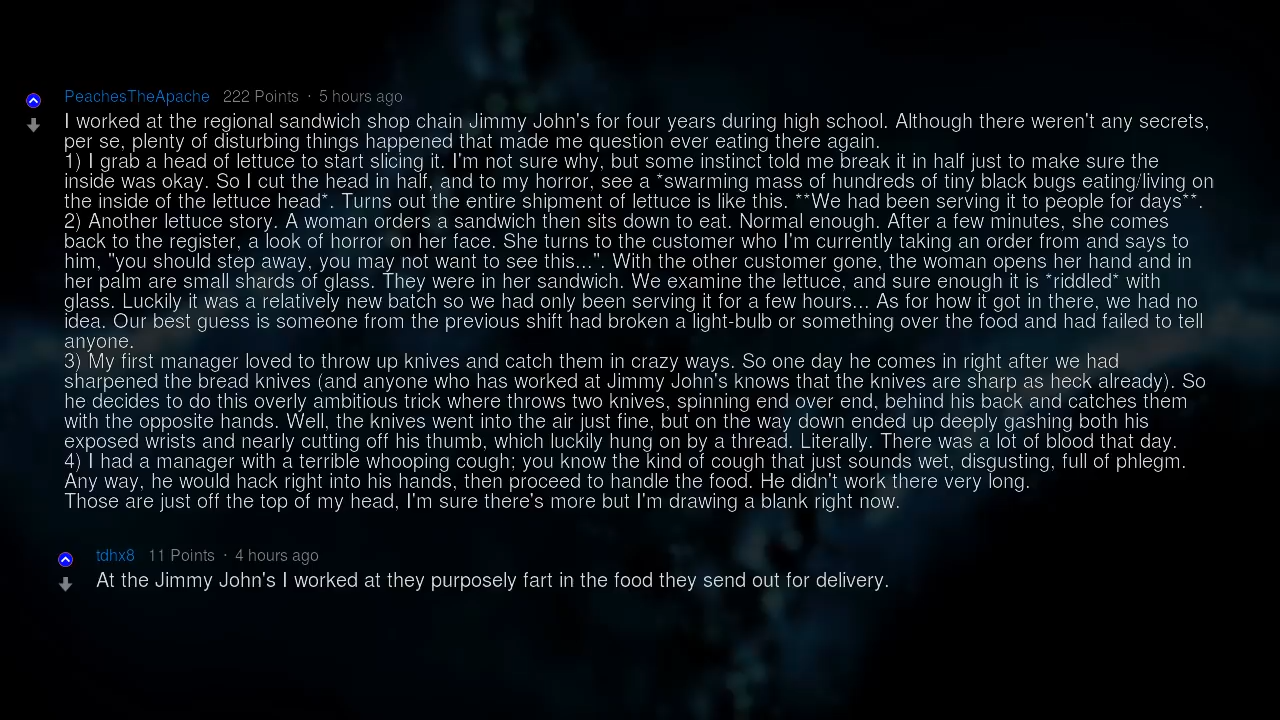 PeachesTheApache 222 Points · 5 hours ago
I worked at the regional sandwich shop chain Jimmy John's for four years during high school. Although there weren't any secrets,
per se, plenty of disturbing things happened that made me question ever eating there again.
1) I grab a head of lettuce to start slicing it. I'm not sure why, but some instinct told me break it in half just to make sure the
inside was okay. So I cut the head in half, and to my horror, see a *swarming mass of hundreds of tiny black bugs eating/living on
the inside of the lettuce head*. Turns out the entire shipment of lettuce is like this. **We had been serving it to people for days**.
2) Another lettuce story. A woman orders a sandwich then sits down to eat. Normal enough. After a few minutes, she comes
back to the register, a look of horror on her face. She turns to the customer who I'm currently taking an order from and says to
him, "you should step away, you may not want to see this...". With the other customer gone, the woman opens her hand and in
her palm are small shards of glass. They were in her sandwich. We examine the lettuce, and sure enough it is *riddled* with
glass. Luckily it was a relatively new batch so we had only been serving it for a few hours... As for how it got in there, we had no
idea. Our best guess is someone from the previous shift had broken a light-bulb or something over the food and had failed to tell
anyone.
3) My first manager loved to throw up knives and catch them in crazy ways. So one day he comes in right after we had
sharpened the bread knives (and anyone who has worked at Jimmy John's knows that the knives are sharp as heck already). So
he decides to do this overly ambitious trick where throws two knives, spinning end over end, behind his back and catches them
with the opposite hands. Well, the knives went into the air just fine, but on the way down ended up deeply gashing both his
exposed wrists and nearly cutting off his thumb, which luckily hung on by a thread. Literally. There was a lot of blood that day.
4) I had a manager with a terrible whooping cough; you know the kind of cough that just sounds wet, disgusting, full of phlegm.
Any way, he would hack right into his hands, then proceed to handle the food. He didn't work there very long.
Those are just off the top of my head, I'm sure there's more but I'm drawing a blank right now.
tdhx8 11 Points · 4 hours ago
At the Jimmy John's I worked at they purposely fart in the food they send out for delivery.